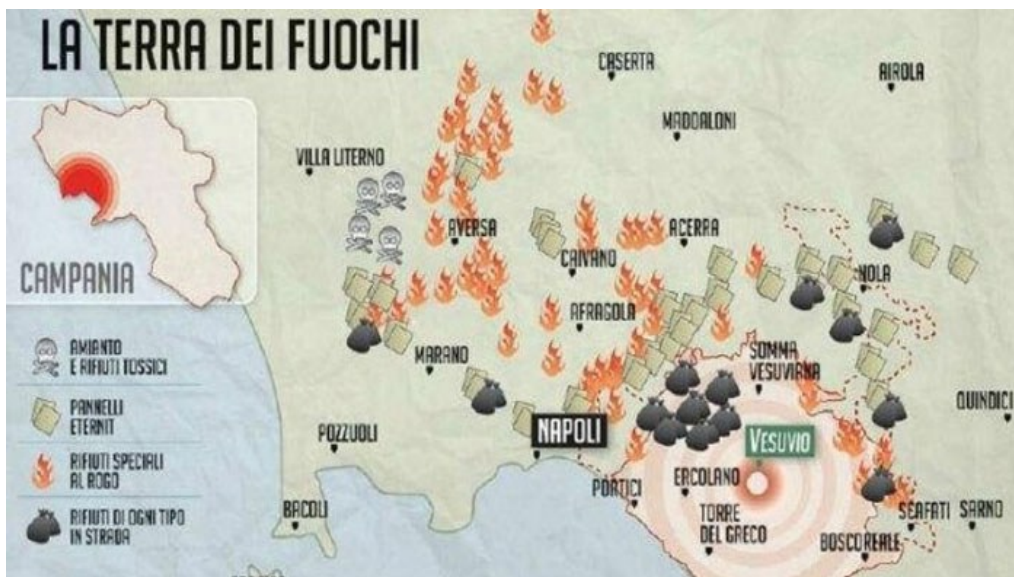 LA TERRA DEI FUOCHI
CASERTA
AIROLA
MADDALONI
VILLA LITERNO
AVERSA
ACERRA
CAIVANO
NOLA
CAMPANIA
AFRAGOLA
AMIANTO
E RIFIUTI TOSSICI
MARANO
SOMMA
VESUVIANA
PANNELLI
ETERNIT
QUINDICI
POZZUOLI
NAPOLI
VESUVIO
RIFIUTI SPECIALI
AL ROGO
PORTICI
ERCOLANO
BACOLI
RIFIUTI DI OGNI TIPO
IN STRADA
TORRE
DEL GRECO
SCAFATI
SARNO
BOSCOREALE